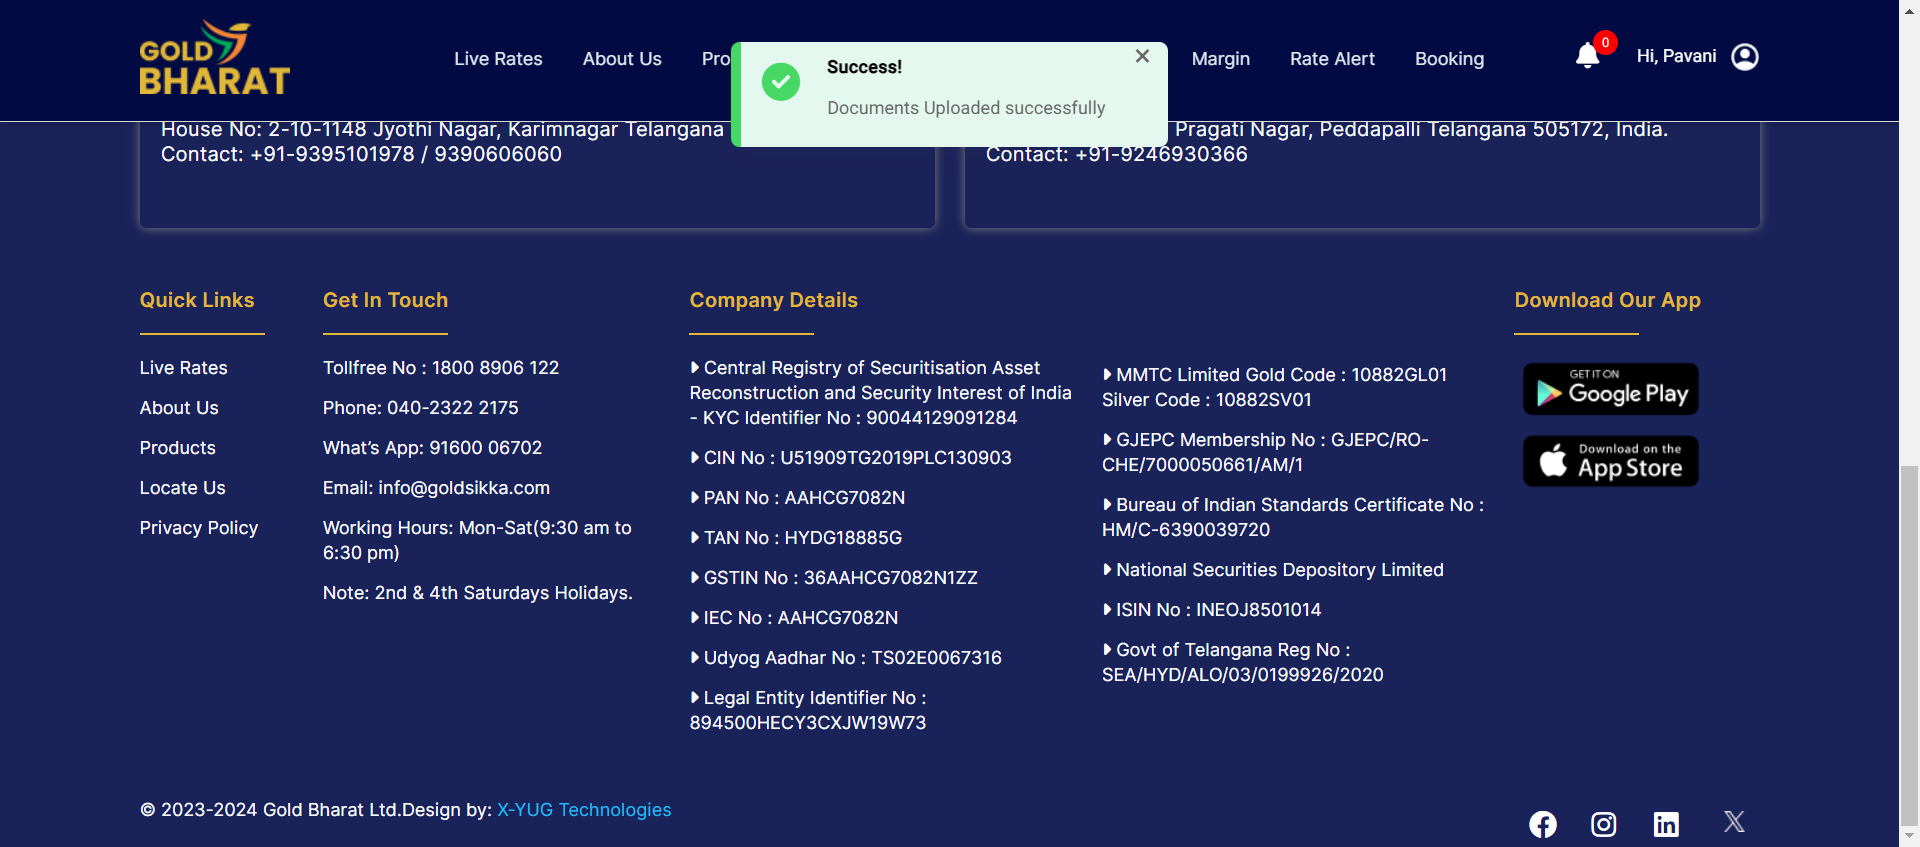 GOLD
BHARAT
Live Rates
About Us
Pro
Margin
Rate Alert
Booking
0
Hi, Pavani
Success!
Documents Uploaded successfully
House No: 2-10-1148 Jyothi Nagar, Karimnagar Telangana
Contact: +91-9395101978 / 9390606060
Pragati Nagar, Peddapalli Telangana 505172, India.
Contact: +91-9246930366
Quick Links
Live Rates
About Us
Products
Locate Us
Privacy Policy
Get In Touch
Tollfree No : 1800 8906 122
Phone: 040-2322 2175
What’s App: 91600 06702
Email: info@goldsikka.com
Working Hours: Mon-Sat(9:30 am to
6:30 pm)
Note: 2nd & 4th Saturdays Holidays.
Company Details
Central Registry of Securitisation Asset
Reconstruction and Security Interest of India
- KYC Identifier No : 90044129091284
CIN No : U51909TG2019PLC130903
PAN No : AAHCG7082N
TAN No : HYDG18885G
GSTIN No : 36AAHCG7082N1ZZ
IEC No : AAHCG7082N
Udyog Aadhar No : TS02E0067316
Legal Entity Identifier No :
894500HECY3CXJW19W73
MMTC Limited Gold Code : 10882GL01
Silver Code : 10882SV01
GJEPC Membership No : GJEPC/RO-
CHE/7000050661/AM/1
Bureau of Indian Standards Certificate No :
HM/C-6390039720
National Securities Depository Limited
ISIN No : INEOJ8501014
Govt of Telangana Reg No :
SEA/HYD/ALO/03/0199926/2020
Download Our App
GET IT ON
Google Play
Download on the
App Store
© 2023-2024 Gold Bharat Ltd.Design by: X-YUG Technologies